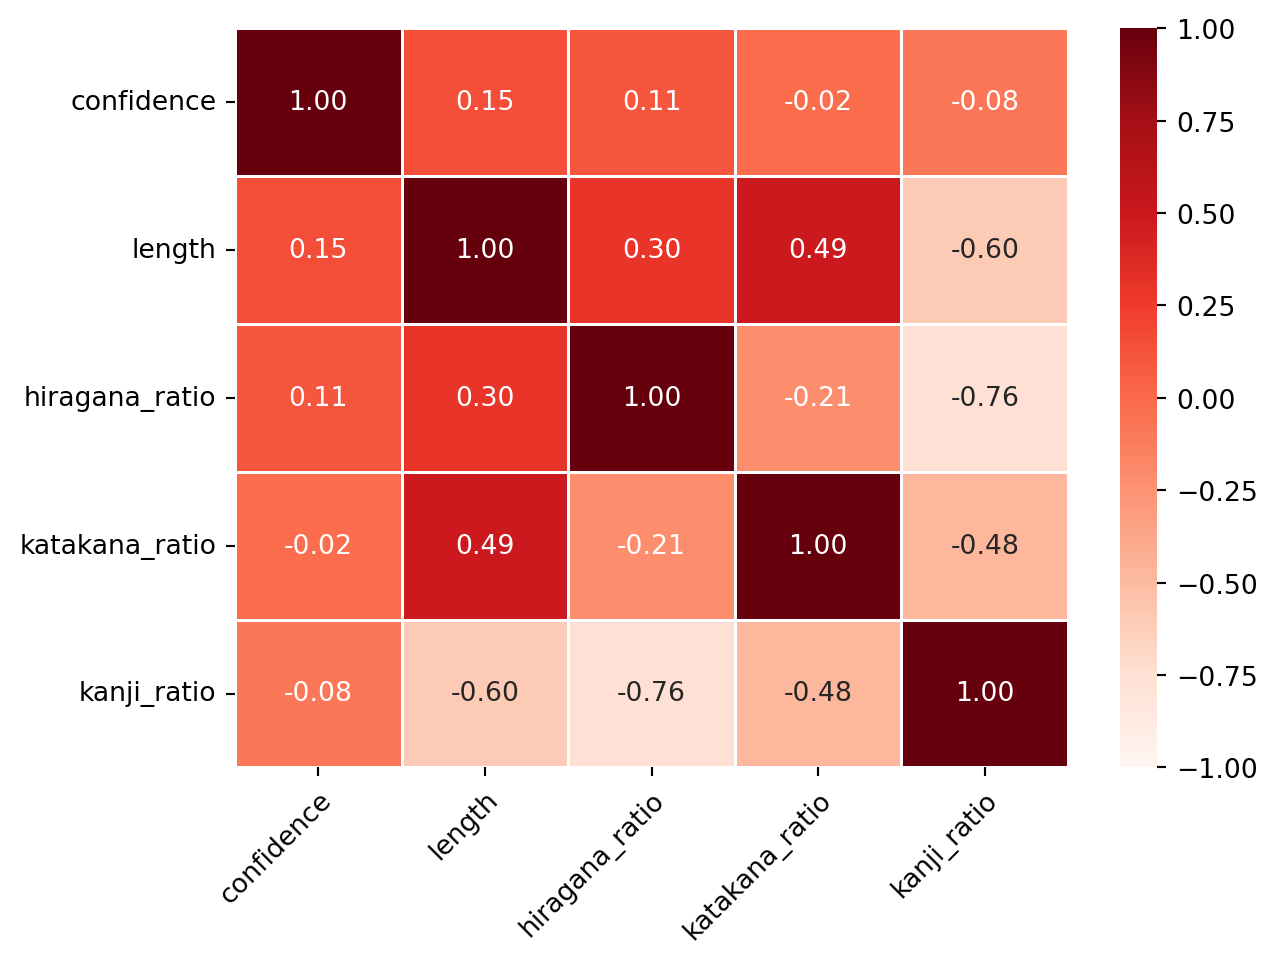 confidence 1.00 0.15 0.11 -0.02 -0.08
length 0.15 1.00 0.30 0.49 -0.60
hiragana_ratio 0.11 0.30 1.00 -0.21 -0.76
katakana_ratio -0.02 0.49 -0.21 1.00 -0.48
kanji_ratio -0.08 -0.60 -0.76 -0.48 1.00
confidence length hiragana_ratio katakana_ratio kanji_ratio
1.00
0.75
0.50
0.25
0.00
−0.25
−0.50
−0.75
−1.00